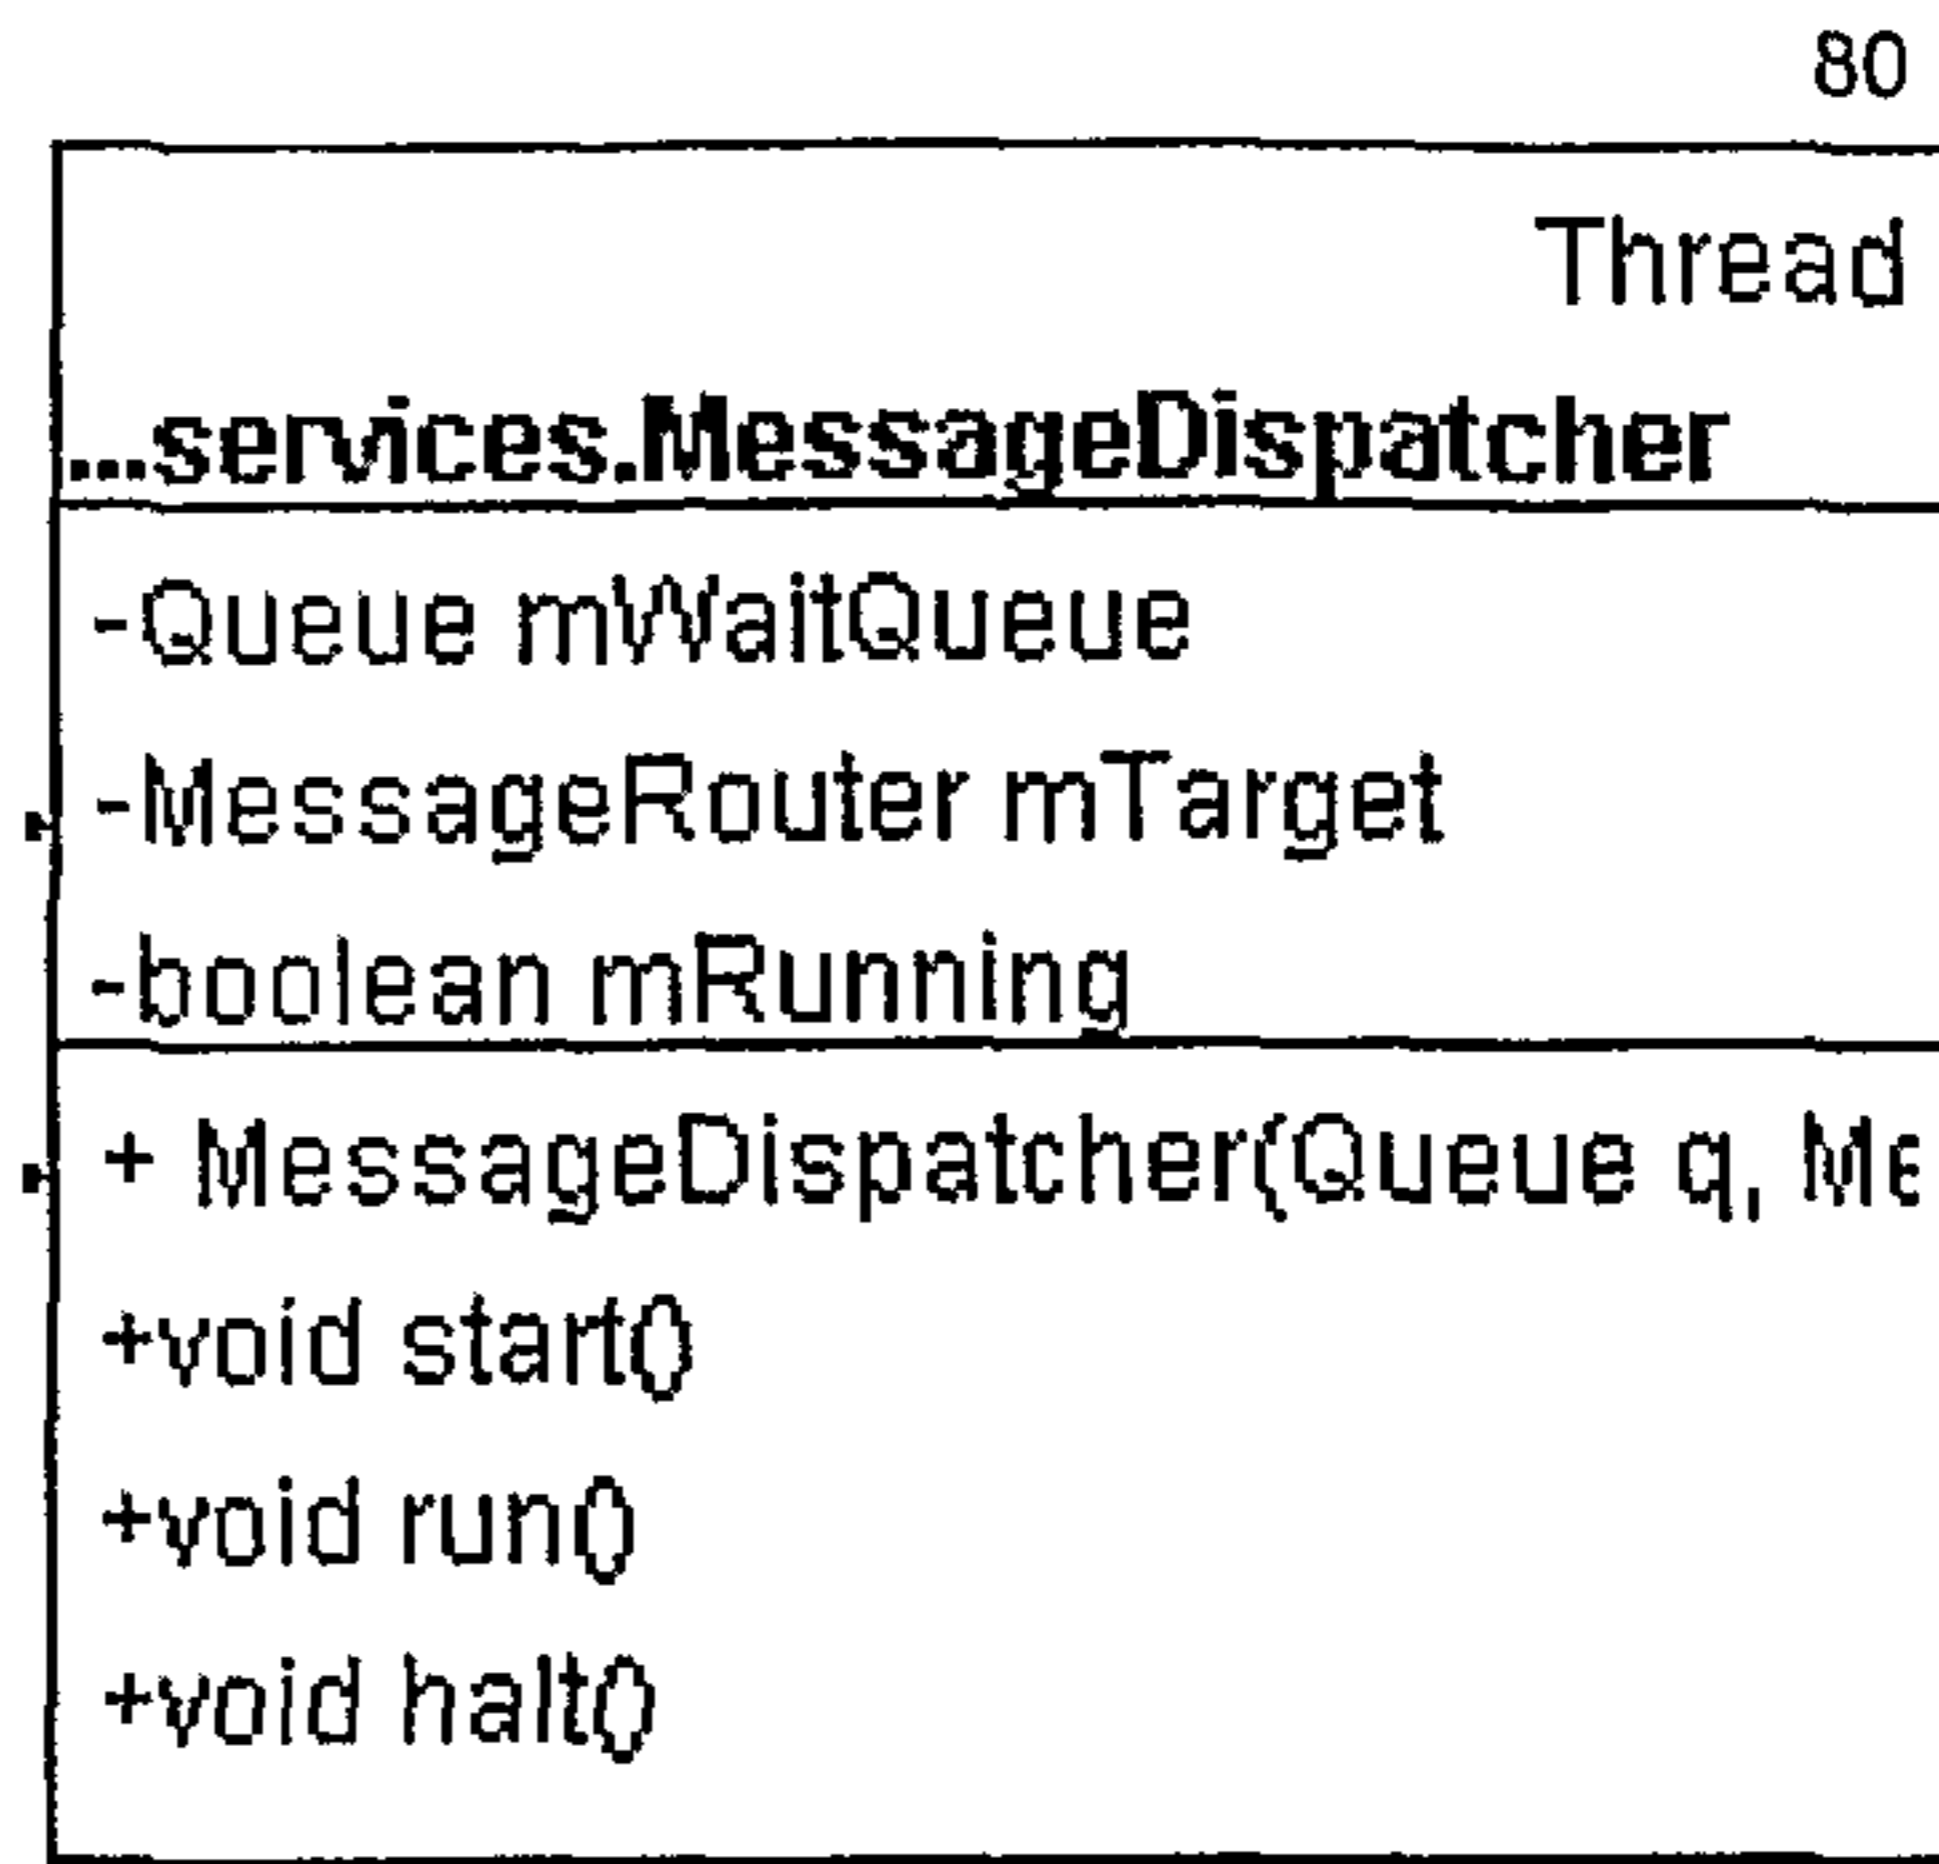 80
Thread
...services.MessageDispatcher
-Queue mWaitQueue
-MessageRouter mTarget
-boolean mRunning
+ MessageDispatcher(Queue q,
+void start()
+void run()
+void halt()